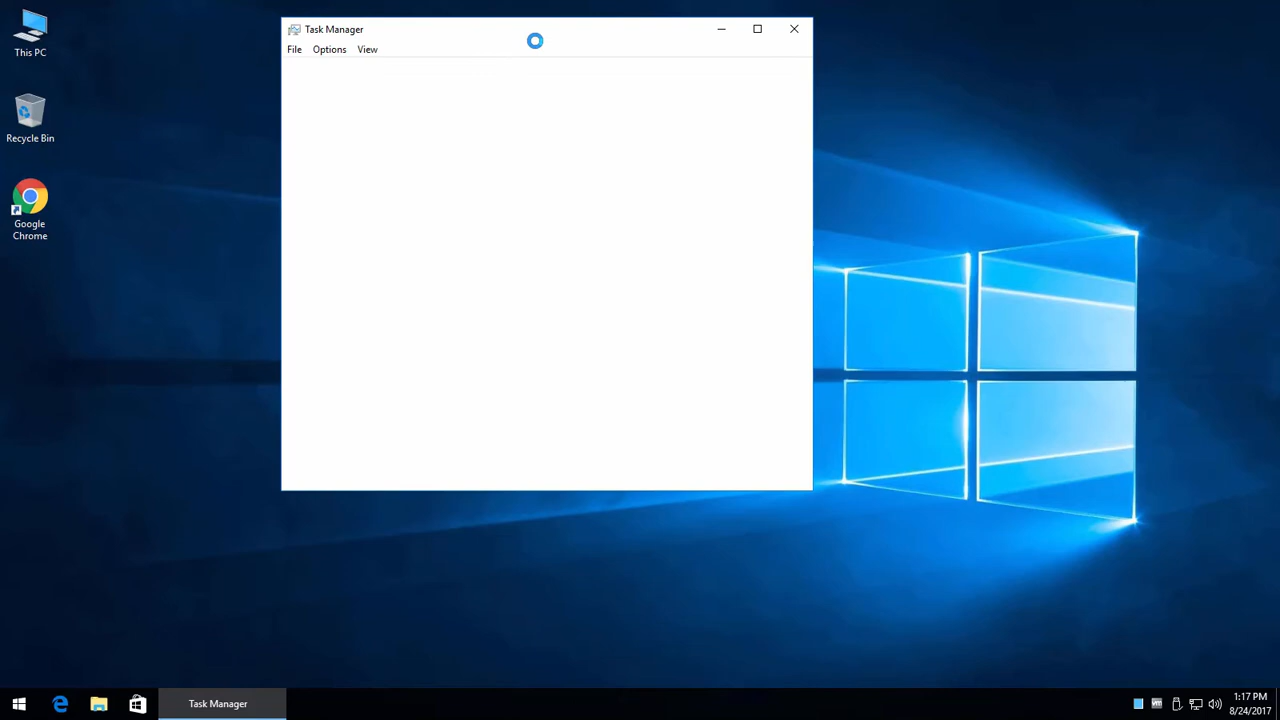 This PC
Recycle Bin
Google
Chrome
Task Manager
File Options View
Task Manager
vm
1:17 PM
8/24/2017